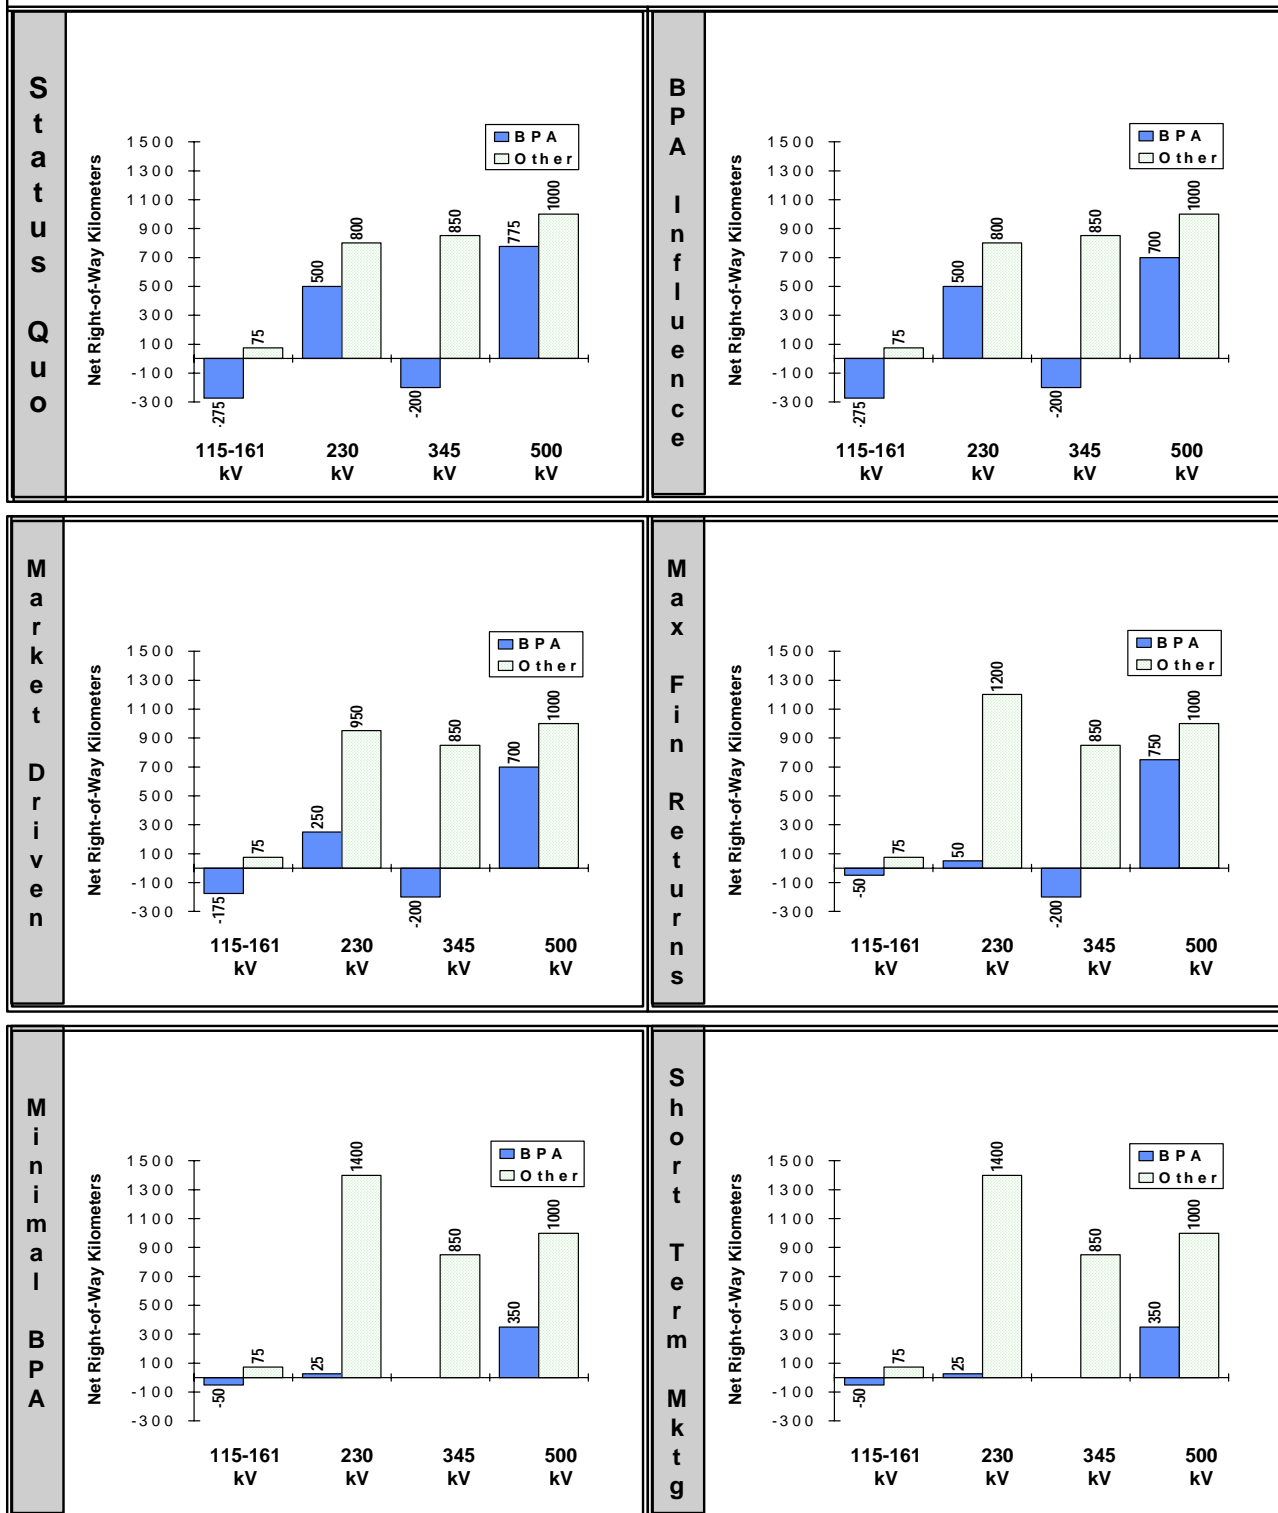 Status Quo
Net Right-of-Way Kilometers
1500
1300
1100
900
700
500
300
100
-100
-300
BPA
Other
-275
75
500
800
-200
850
775
1000
115-161 230 345 500
kV kV kV kV
BPA Influence
Net Right-of-Way Kilometers
1500
1300
1100
900
700
500
300
100
-100
-300
BPA
Other
-275
75
500
800
-200
850
700
1000
115-161 230 345 500
kV kV kV kV
Market Driven
Net Right-of-Way Kilometers
1500
1300
1100
900
700
500
300
100
-100
-300
BPA
Other
-175
75
250
950
-200
850
700
1000
115-161 230 345 500
kV kV kV kV
Max Fin Returns
Net Right-of-Way Kilometers
1500
1300
1100
900
700
500
300
100
-100
-300
BPA
Other
-50
75
50
1200
-200
850
750
1000
115-161 230 345 500
kV kV kV kV
Minimal BPA
Net Right-of-Way Kilometers
1500
1300
1100
900
700
500
300
100
-100
-300
BPA
Other
-50
75
25
1400
850
350
1000
115-161 230 345 500
kV kV kV kV
Short Term Mktg
Net Right-of-Way Kilometers
1500
1300
1100
900
700
500
300
100
-100
-300
BPA
Other
-50
75
25
1400
850
350
1000
115-161 230 345 500
kV kV kV kV